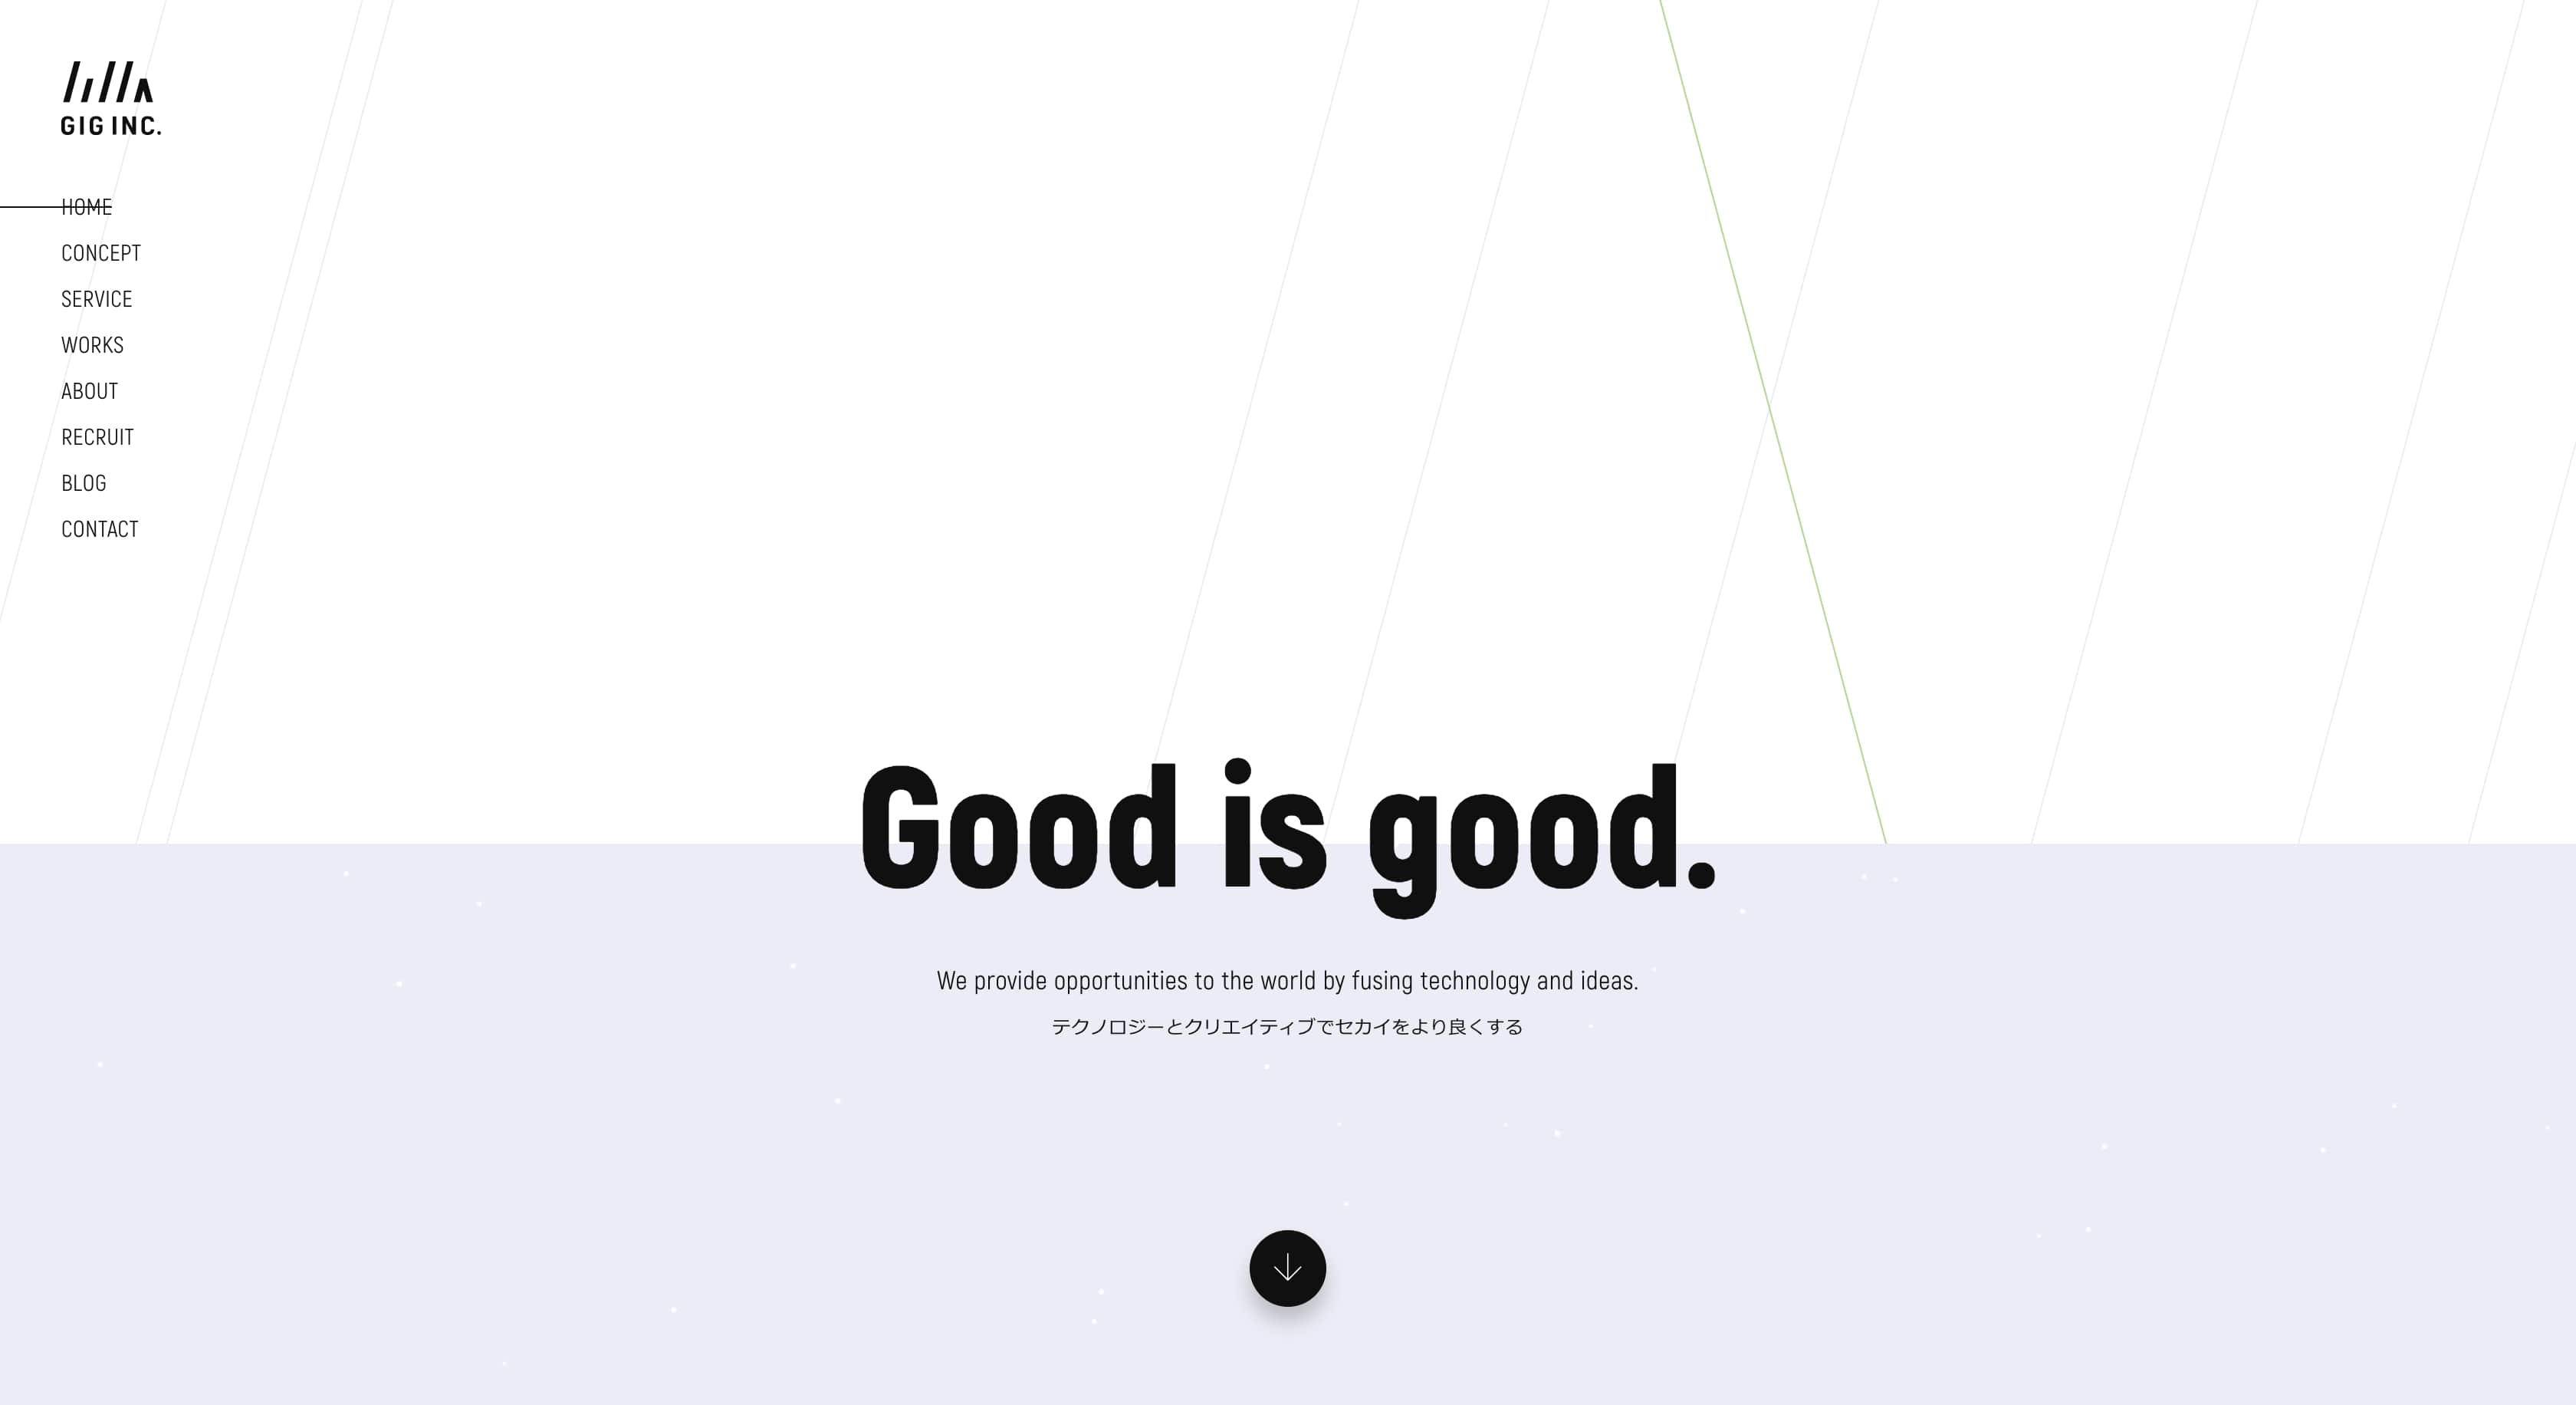 GIG INC.
HOME
CONCEPT
SERVICE
WORKS
ABOUT
RECRUIT
BLOG
CONTACT
Good is good.
We provide opportunities to the world by fusing technology and ideas.
テクノロジーとクリエイティブでセカイをより良くする